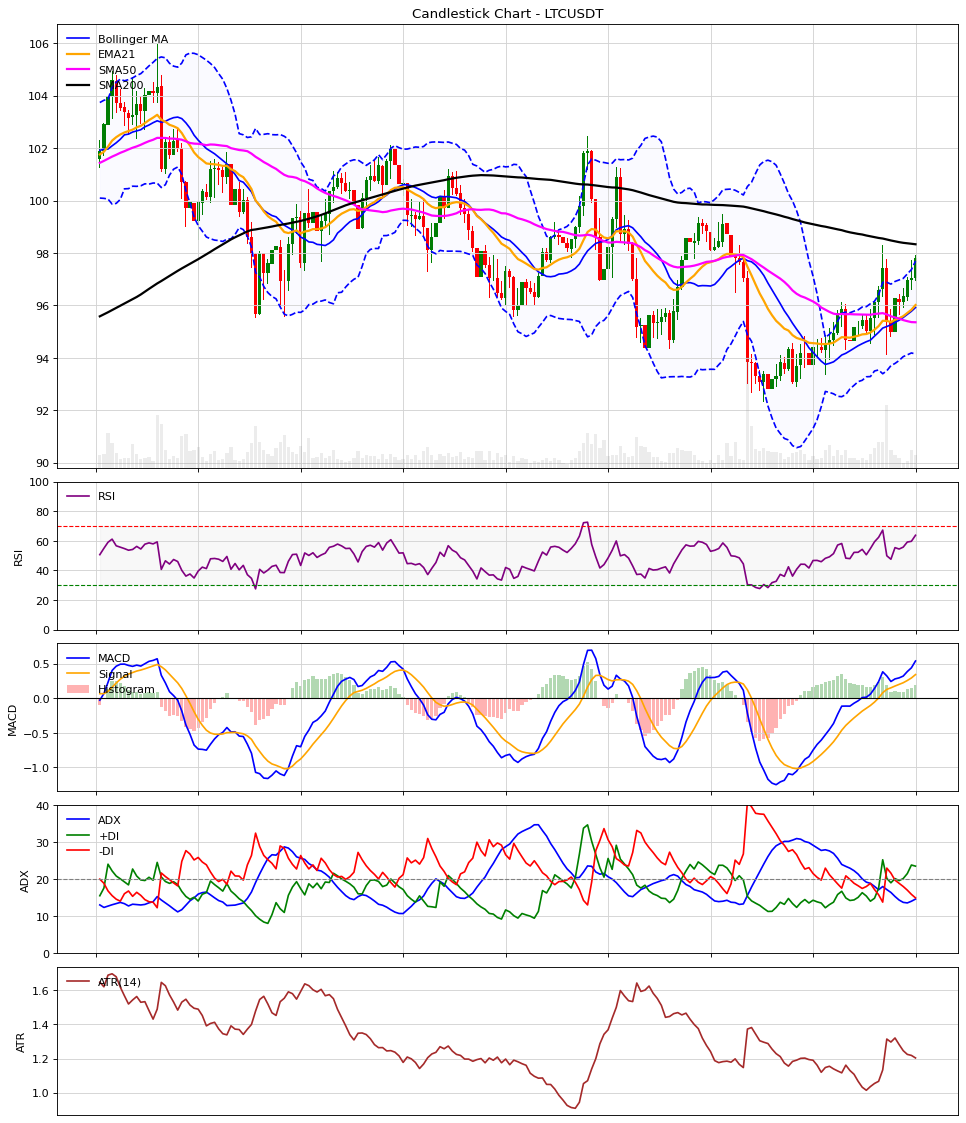 Candlestick Chart - LTCUSDT
Bollinger MA
EMA21
SMA50
SMA200
106
104
102
100
98
96
94
92
90
RSI
RSI
100
80
60
40
20
0
MACD
Signal
Histogram
MACD
0.5
0.0
−0.5
−1.0
ADX
+DI
-DI
ADX
40
30
20
10
0
ATR(14)
ATR
1.6
1.4
1.2
1.0